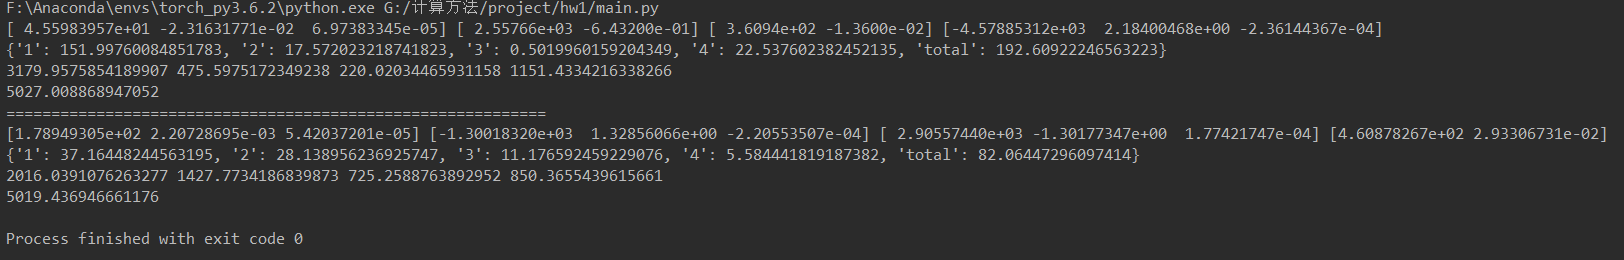 F:\Anaconda\envs\torch_py3.6.2\python.exe G:/计算方法/project/hw1/main.py
[ 4.55983957e+01 -2.31631771e-02  6.97383345e-05] [ 2.55766e+03 -6.43200e-01] [ 3.6094e+02 -1.3600e-02] [-4.57885312e+03  2.18400468e+00 -2.36144367e-04]
{'1': 151.99760084851783, '2': 17.572023218741823, '3': 0.5019960159204349, '4': 22.537602382452135, 'total': 192.60922246563223}
3179.9575854189907 475.5975172349238 220.02034465931158 1151.4334216338266
5027.008868947052
============================================================
[1.78949305e+02 2.20728695e-03 5.42037201e-05] [-1.30018320e+03  1.32856066e+00 -2.20553507e-04] [ 2.90557440e+03 -1.30177347e+00  1.77421747e-04] [4.60878267e+02 2.93306731e-02]
{'1': 37.16448244563195, '2': 28.138956236925747, '3': 11.176592459229076, '4': 5.584441819187382, 'total': 82.06447296097414}
2016.0391076263277 1427.7734186839873 725.2588763892952 850.3655439615661
5019.436946661176
Process finished with exit code 0